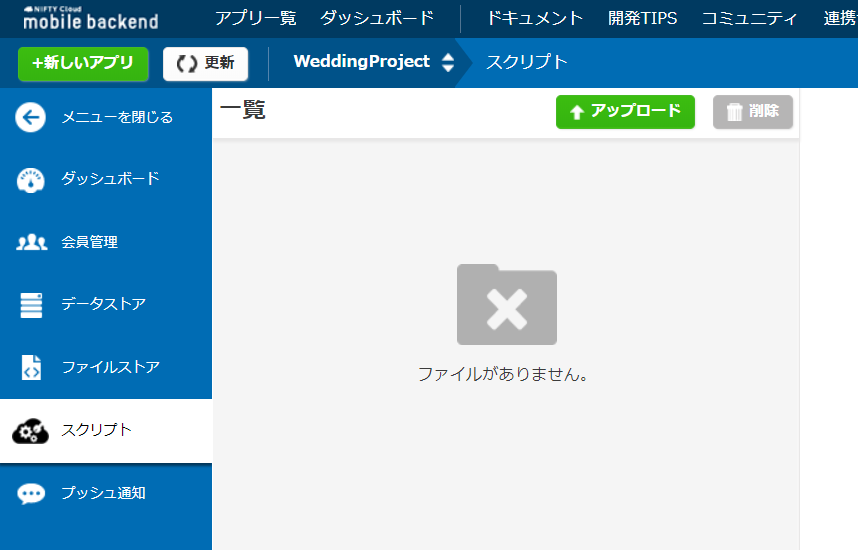 NIFTY Cloud
mobile backend
アプリ一覧 ダッシュボード ドキュメント 開発TIPS コミュニティ 連携
+新しいアプリ 更新 WeddingProject スクリプト
メニューを閉じる
一覧 アップロード 削除
ダッシュボード
会員管理
データストア
ファイルストア
ファイルがありません。
スクリプト
プッシュ通知